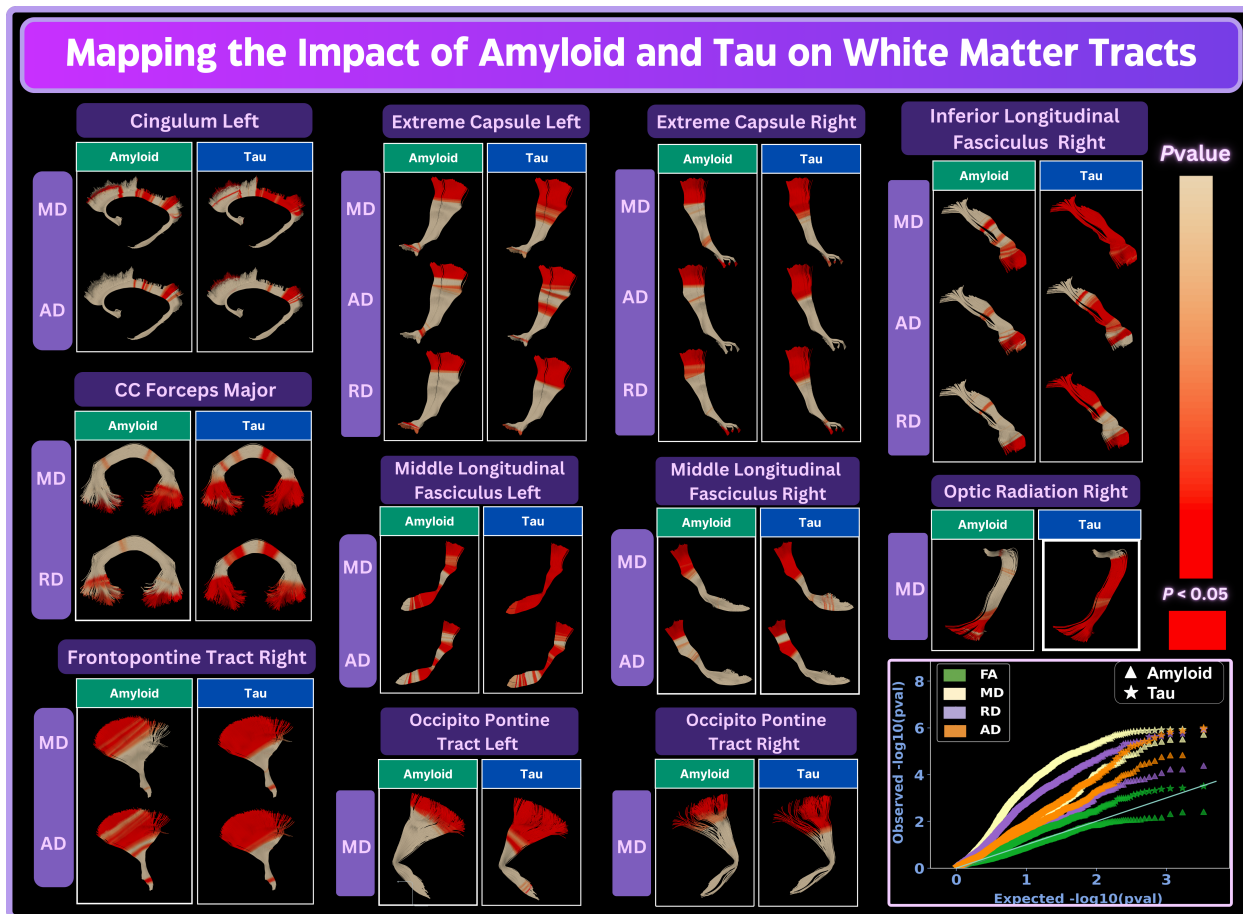 Mapping the Impact of Amyloid and Tau on White Matter Tracts
Cingulum Left
Amyloid
Tau
MD
AD
CC Forceps Major
Amyloid
Tau
MD
RD
Frontopontine Tract Right
Amyloid
Tau
MD
AD
Extreme Capsule Left
Amyloid
Tau
MD
AD
RD
Middle Longitudinal
Fasciculus Left
Amyloid
Tau
MD
AD
Occipito Pontine
Tract Left
Amyloid
Tau
MD
Extreme Capsule Right
Amyloid
Tau
MD
AD
RD
Middle Longitudinal
Fasciculus Right
Amyloid
Tau
MD
AD
Occipito Pontine
Tract Right
Amyloid
Tau
MD
Inferior Longitudinal
Fasciculus Right
Amyloid
Tau
MD
AD
RD
Optic Radiation Right
Amyloid
Tau
MD
Pvalue
P < 0.05
FA
MD
RD
AD
Amyloid
Tau
Observed -log10(pval)
8
6
4
2
0
0
1
2
3
Expected -log10(pval)